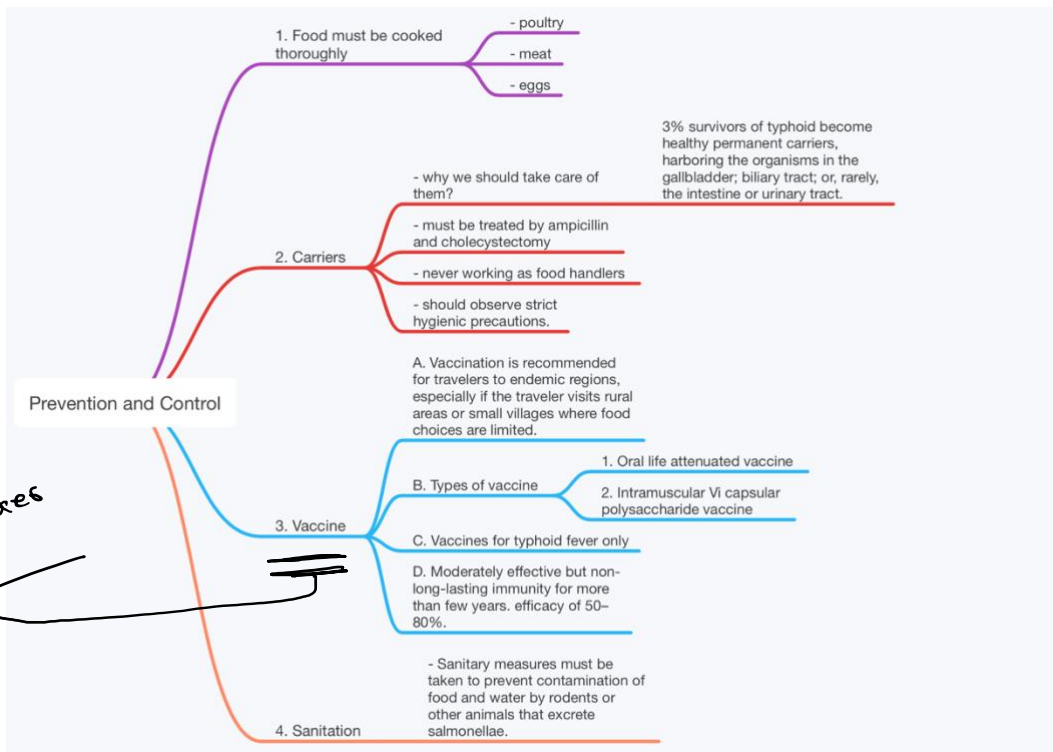 1. Food must be cooked
thoroughly
- poultry
- meat
- eggs
2. Carriers
- why we should take care of
them?
3% survivors of typhoid become
healthy permanent carriers,
harboring the organisms in the
gallbladder; biliary tract; or, rarely,
the intestine or urinary tract.
- must be treated by ampicillin
and cholecystectomy
- never working as food handlers
- should observe strict
hygienic precautions.
Prevention and Control
3. Vaccine
A. Vaccination is recommended
for travelers to endemic regions,
especially if the traveler visits rural
areas or small villages where food
choices are limited.
B. Types of vaccine
1. Oral life attenuated vaccine
2. Intramuscular Vi capsular
polysaccharide vaccine
C. Vaccines for typhoid fever only
D. Moderately effective but non-
long-lasting immunity for more
than few years. efficacy of 50–
80%.
4. Sanitation
- Sanitary measures must be
taken to prevent contamination of
food and water by rodents or
other animals that excrete
salmonellae.